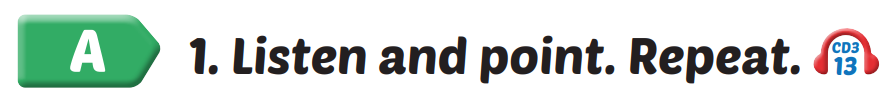 A 1. Listen and point. Repeat. CD3 13